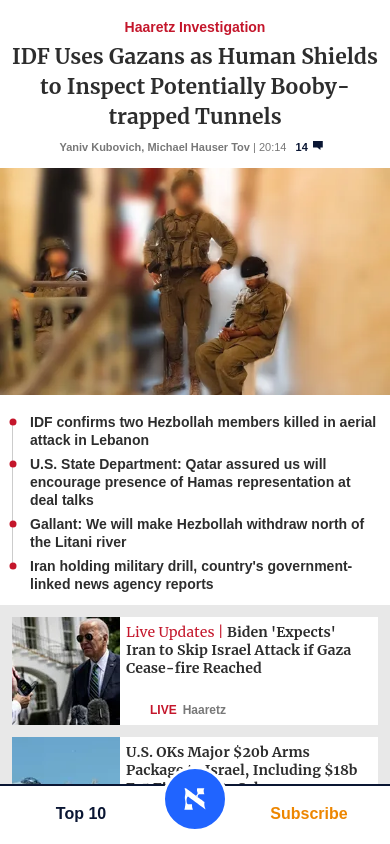 Haaretz Investigation
IDF Uses Gazans as Human Shields
to Inspect Potentially Booby-
trapped Tunnels
Yaniv Kubovich, Michael Hauser Tov | 20:14 14
IDF confirms two Hezbollah members killed in aerial
attack in Lebanon
U.S. State Department: Qatar assured us will
encourage presence of Hamas representation at
deal talks
Gallant: We will make Hezbollah withdraw north of
the Litani river
Iran holding military drill, country's government-
linked news agency reports
Live Updates | Biden 'Expects'
Iran to Skip Israel Attack if Gaza
Cease-fire Reached
LIVE Haaretz
U.S. OKs Major $20b Arms
Package to Israel, Including $18b
Top 10
Subscribe